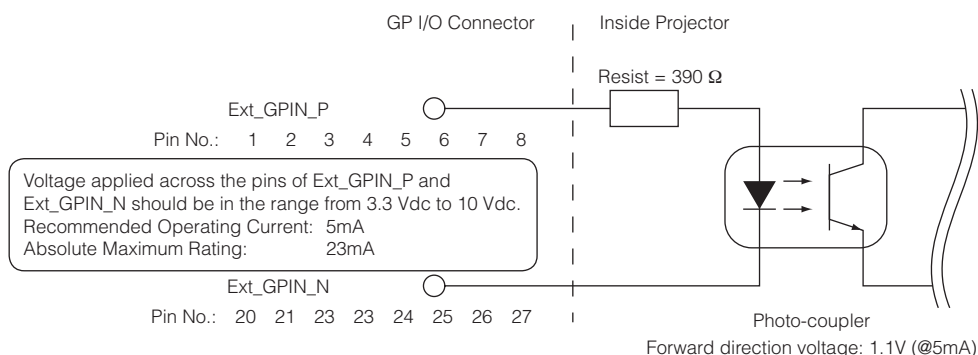 GP I/O Connector
Inside Projector
Resist = 390 Ω
Ext_GPIN_P
Pin No.: 1 2 3 4 5 6 7 8
Voltage applied across the pins of Ext_GPIN_P and
Ext_GPIN_N should be in the range from 3.3 Vdc to 10 Vdc.
Recommended Operating Current: 5mA
Absolute Maximum Rating: 23mA
Ext_GPIN_N
Pin No.: 20 21 23 23 24 25 26 27
Photo-coupler
Forward direction voltage: 1.1V (@5mA)